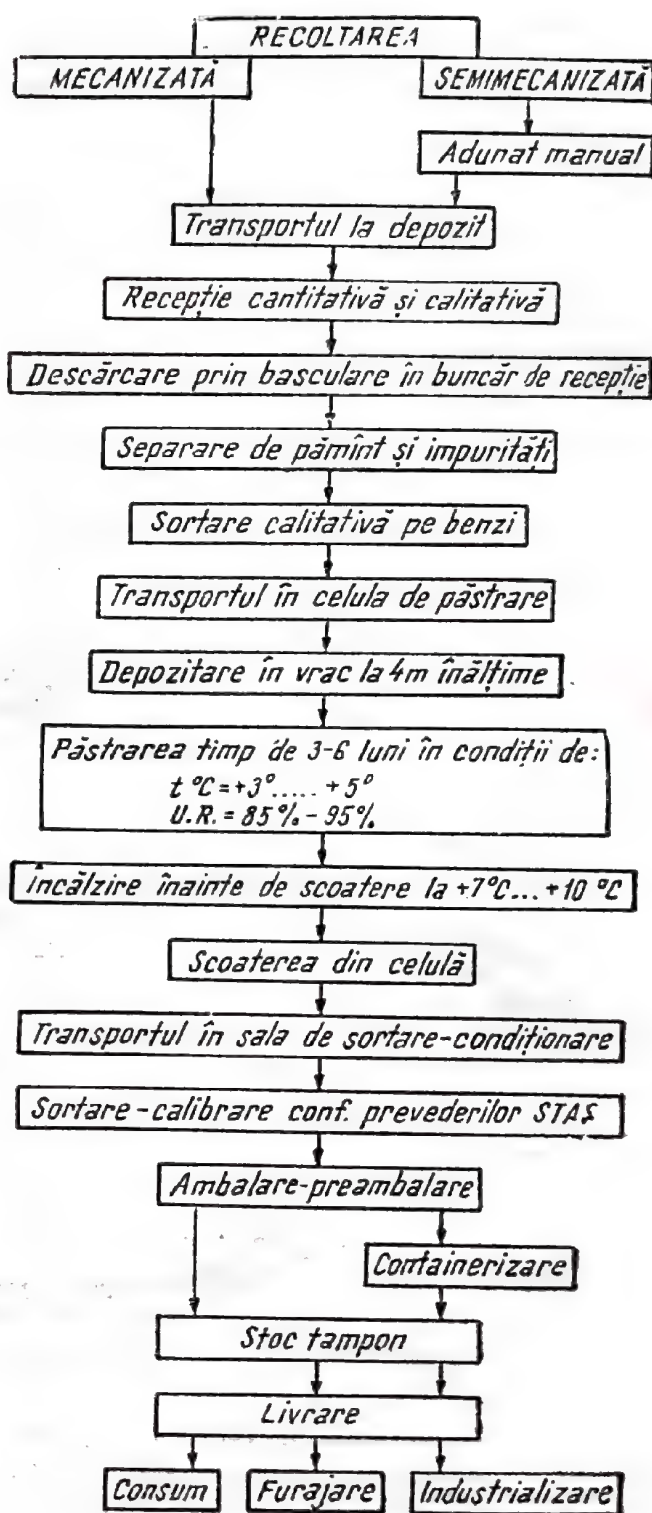 RECOLTAREA
MECANIZATĂ
SEMIMECANIZATĂ
Adunat manual
Transportul la depozit
Recepție cantitativă și calitativă
Descărcare prin basculare în buncăr de recepție
Separare de pămînt și impurități
Sortare calitativă pe benzi
Transportul în celula de păstrare
Depozitare în vrac la 4m înălțime
Păstrarea timp de 3-6 luni în condiții de:
t °C = +3°..... +5°
U.R. = 85% - 95%
Încălzire înainte de scoatere la +7°C... +10 °C
Scoaterea din celulă
Transportul în sala de sortare-condiționare
Sortare-calibrare conf. prevederilor STAS
Ambalare-preambalare
Containerizare
Stoc tampon
Livrare
Consum
Furajare
Industrializare